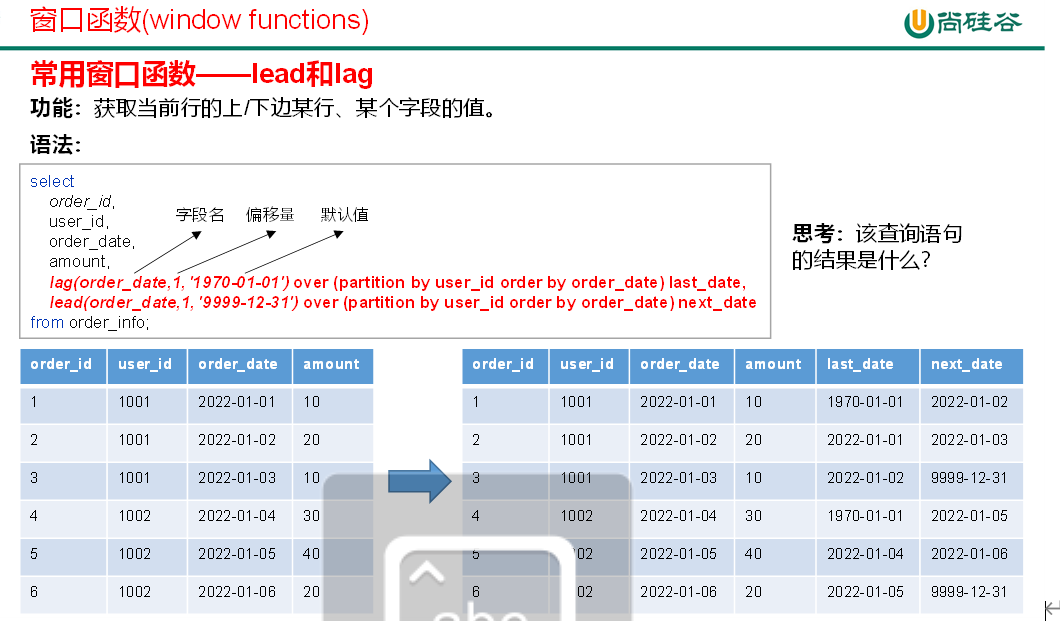 窗口函数(window functions)
尚硅谷
常用窗口函数——lead和lag
功能：获取当前行的上/下边某行、某个字段的值。
语法：
select
order_id,
user_id,
order_date,
amount,
字段名 偏移量 默认值
lag(order_date,1, '1970-01-01') over (partition by user_id order by order_date) last_date,
lead(order_date,1, '9999-12-31') over (partition by user_id order by order_date) next_date
from order_info;
思考：该查询语句
的结果是什么？
order_id user_id order_date amount
1 1001 2022-01-01 10
2 1001 2022-01-02 20
3 1001 2022-01-03 10
4 1002 2022-01-04 30
5 1002 2022-01-05 40
6 1002 2022-01-06 20
order_id user_id order_date amount last_date next_date
1 1001 2022-01-01 10 1970-01-01 2022-01-02
2 1001 2022-01-02 20 2022-01-01 2022-01-03
3 1001 2022-01-03 10 2022-01-02 9999-12-31
4 1002 2022-01-04 30 1970-01-01 2022-01-05
5 02 2022-01-05 40 2022-01-04 2022-01-06
6 02 2022-01-06 20 2022-01-05 9999-12-31
abc